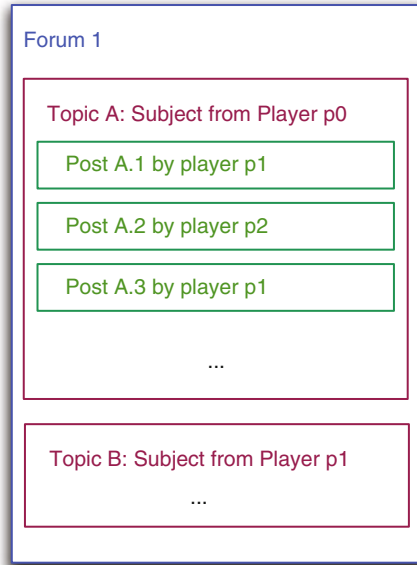 Forum 1
Topic A: Subject from Player p0
Post A.1 by player p1
Post A.2 by player p2
Post A.3 by player p1
...
Topic B: Subject from Player p1
...